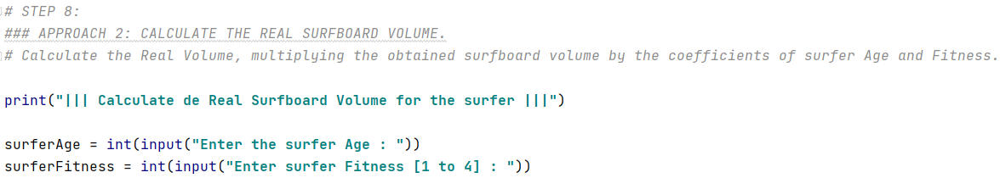 # STEP 8:
### APPROACH 2: CALCULATE THE REAL SURFBOARD VOLUME.
# Calculate the Real Volume, multiplying the obtained surfboard volume by the coefficients of surfer Age and Fitness.
print("||| Calculate de Real Surfboard Volume for the surfer |||")
surferAge = int(input("Enter the surfer Age : "))
surferFitness = int(input("Enter surfer Fitness [1 to 4] : "))